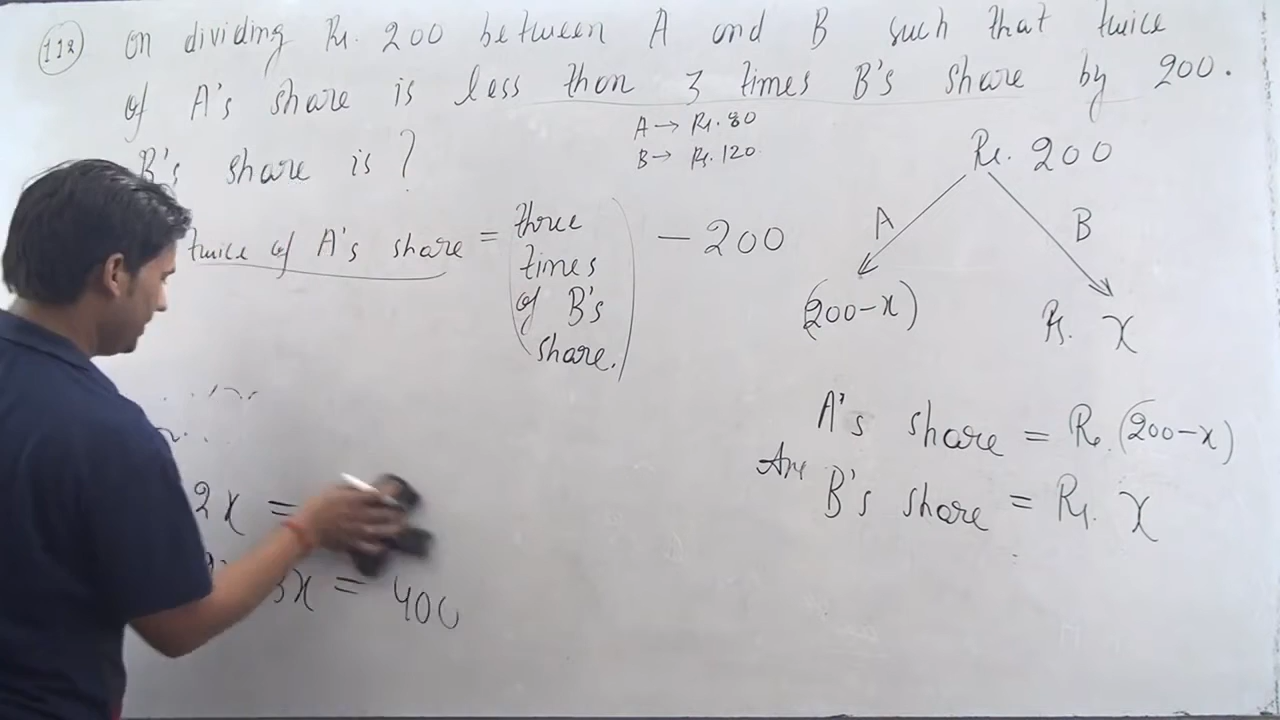 (112) On dividing Rs. 200 between A and B such that twice
of A's share is less than 3 times B's share by 200.
B's share is ?
A → Rs. 80
B → Rs. 120
twice of A's share = (three times of B's share.) - 200
Rs. 200
A B
(200-x) Rs. x
A's share = Rs. (200-x)
B's share = Rs. x
2x =
3x = 400